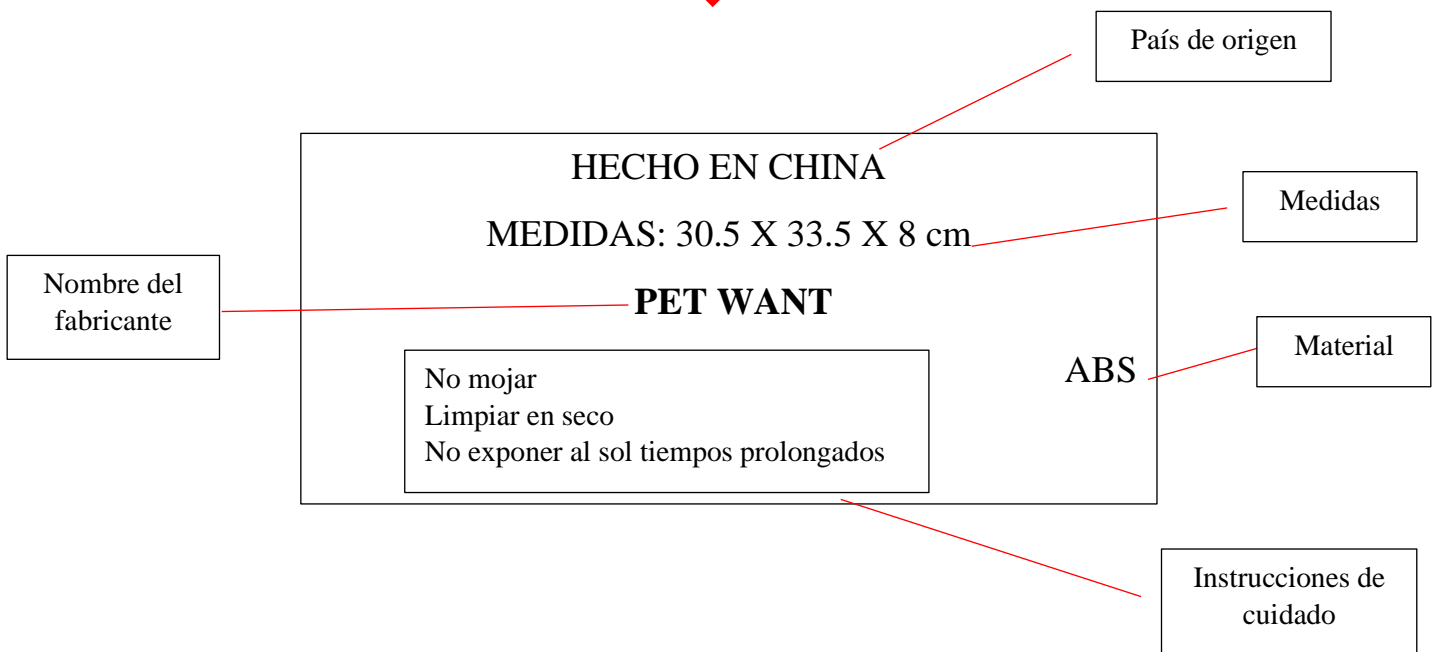 País de origen
HECHO EN CHINA
MEDIDAS: 30.5 X 33.5 X 8 cm
Medidas
Nombre del
fabricante
PET WANT
ABS
Material
No mojar
Limpiar en seco
No exponer al sol tiempos prolongados
Instrucciones de
cuidado